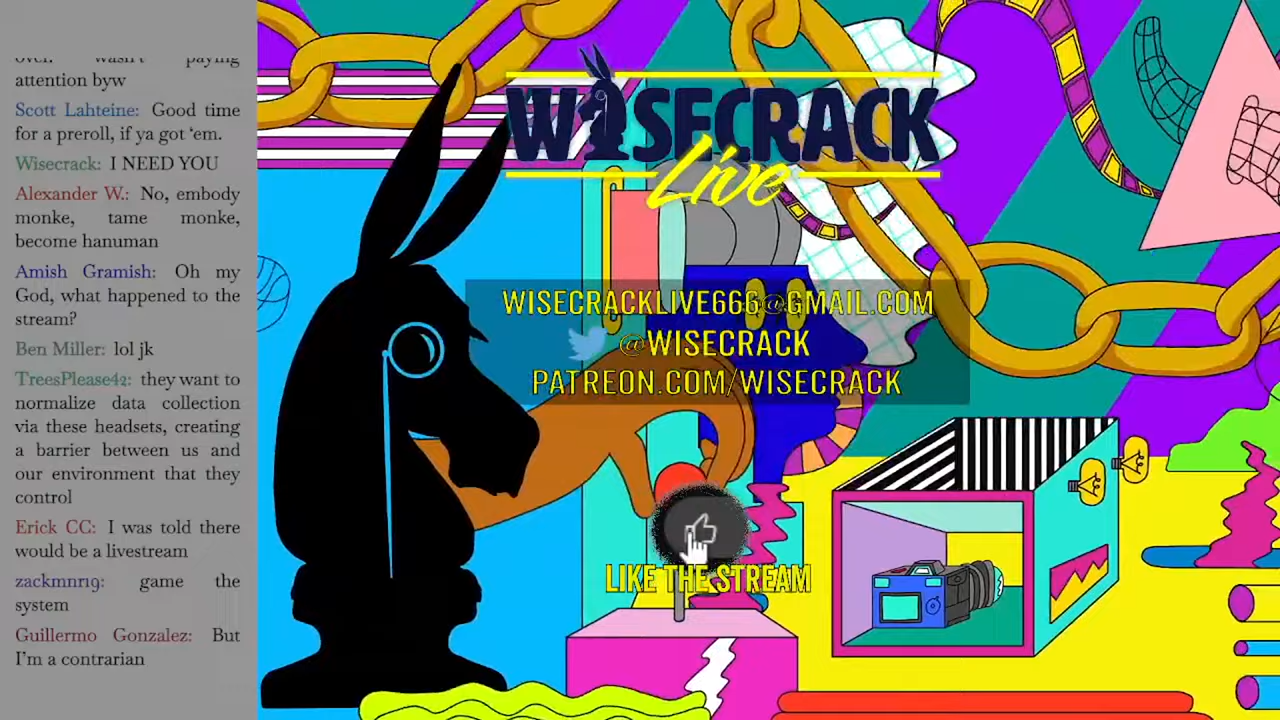 over. wasn't paying
attention byw
Scott Lahteine: Good time
for a preroll, if ya got 'em.
Wisecrack: I NEED YOU
Alexander W.: No, embody
monke, tame monke,
become hanuman
Amish Gramish: Oh my
God, what happened to the
stream?
Ben Miller: lol jk
TreesPlease42: they want to
normalize data collection
via these headsets, creating
a barrier between us and
our environment that they
control
Erick CC: I was told there
would be a livestream
zackmnr19: game the
system
Guillermo Gonzalez: But
I'm a contrarian
WISECRACK
Live
WISECRACKLIVE666@GMAIL.COM
@WISECRACK
PATREON.COM/WISECRACK
LIKE THE STREAM